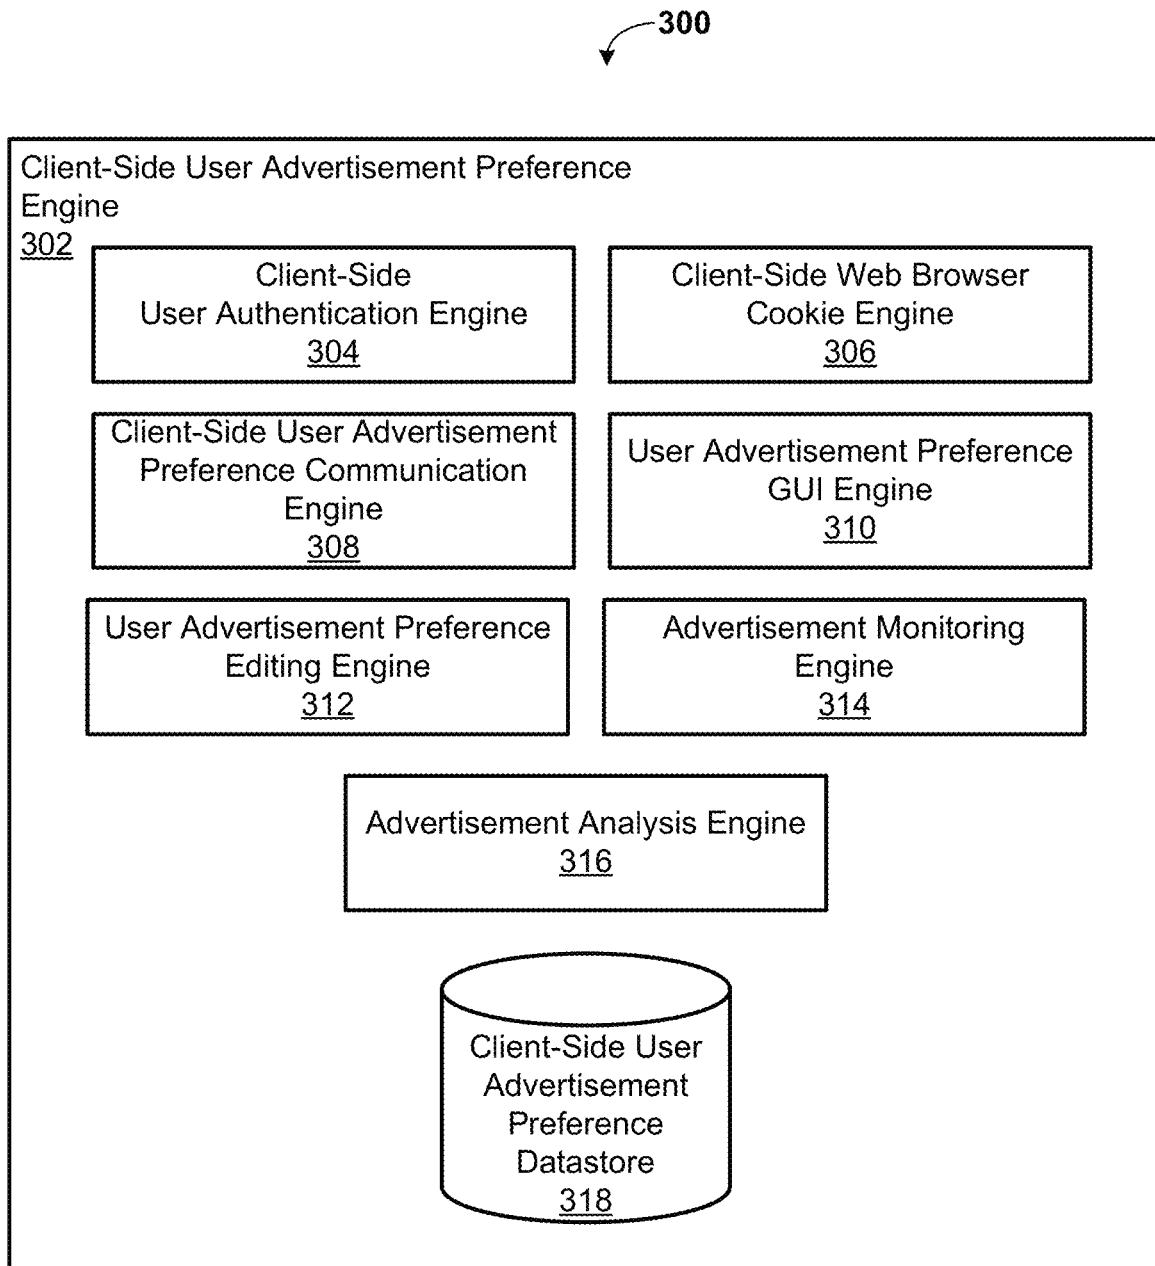 300
Client-Side User Advertisement Preference
Engine
302
Client-Side
User Authentication Engine
304
Client-Side Web Browser
Cookie Engine
306
Client-Side User Advertisement
Preference Communication
Engine
308
User Advertisement Preference
GUI Engine
310
User Advertisement Preference
Editing Engine
312
Advertisement Monitoring
Engine
314
Advertisement Analysis Engine
316
Client-Side User
Advertisement
Preference
Datastore
318